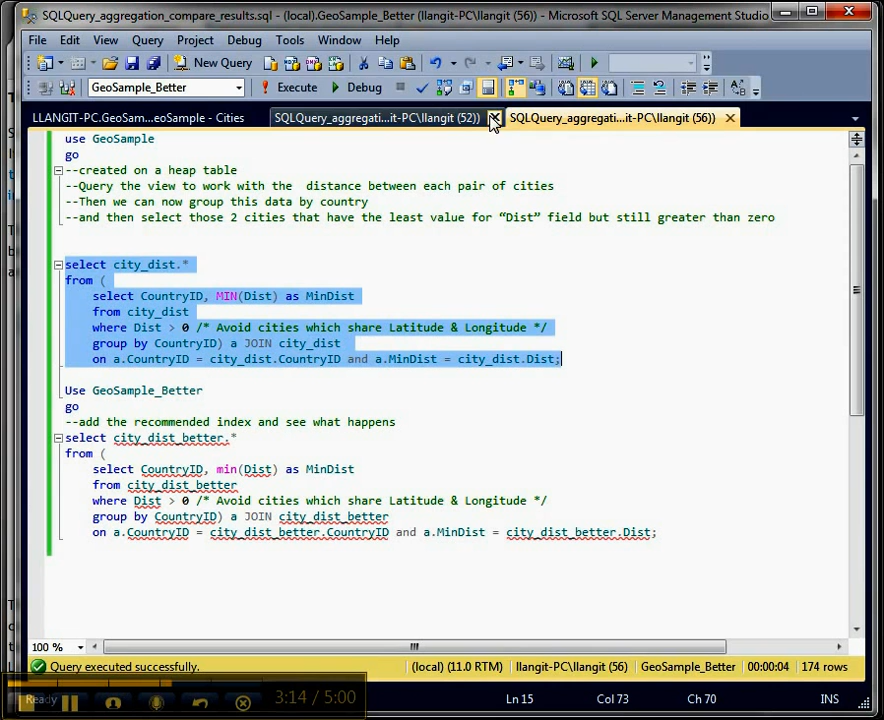 SQLQuery_aggregation_compare_results.sql - (local).GeoSample_Better (llangit-PC\llangit (56)) - Microsoft SQL Server Management Studio
File Edit View Query Project Debug Tools Window Help
New Query
GeoSample_Better Execute Debug
LLANGIT-PC.GeoSam...eoSample - Cities SQLQuery_aggregati...it-PC\llangit (52)) SQLQuery_aggregati...it-PC\llangit (56))
use GeoSample
go
--created on a heap table
--Query the view to work with the  distance between each pair of cities
--Then we can now group this data by country
--and then select those 2 cities that have the least value for “Dist” field but still greater than zero
select city_dist.*
from (
select CountryID, MIN(Dist) as MinDist
from city_dist
where Dist > 0 /* Avoid cities which share Latitude & Longitude */
group by CountryID) a JOIN city_dist
on a.CountryID = city_dist.CountryID and a.MinDist = city_dist.Dist;
Use GeoSample_Better
go
--add the recommended index and see what happens
select city_dist_better.*
from (
select CountryID, min(Dist) as MinDist
from city_dist_better
where Dist > 0 /* Avoid cities which share Latitude & Longitude */
group by CountryID) a JOIN city_dist_better
on a.CountryID = city_dist_better.CountryID and a.MinDist = city_dist_better.Dist;
100 %
Query executed successfully. (local) (11.0 RTM) llangit-PC\llangit (56) GeoSample_Better 00:00:04 174 rows
3:14 / 5:00
Ready Ln 15 Col 73 Ch 70 INS